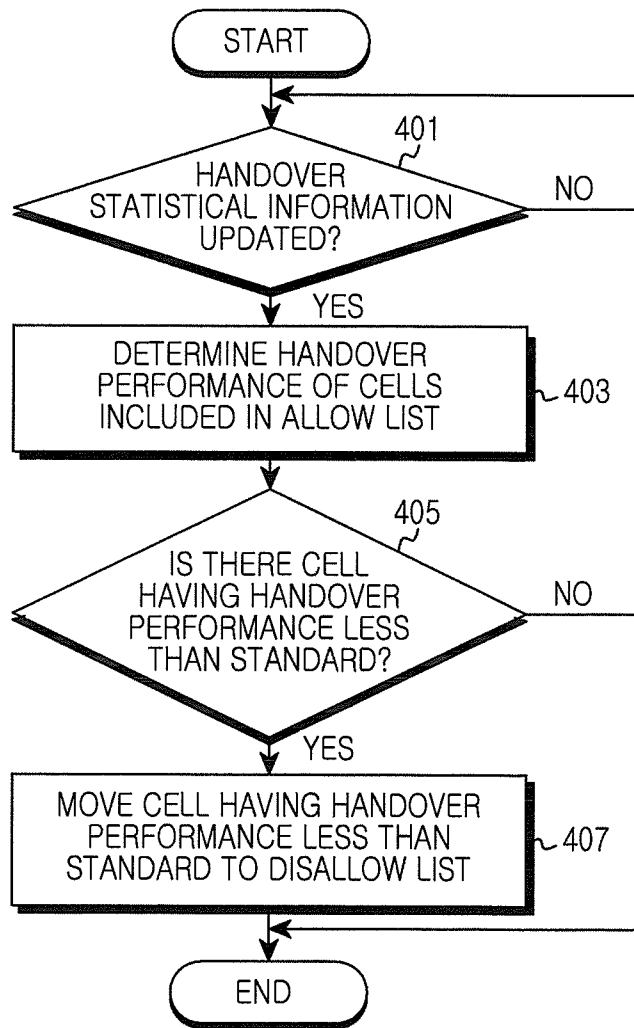 START
401
HANDOVER
STATISTICAL INFORMATION
UPDATED?
NO
YES
DETERMINE HANDOVER
PERFORMANCE OF CELLS
INCLUDED IN ALLOW LIST
403
405
IS THERE CELL
HAVING HANDOVER
PERFORMANCE LESS
THAN STANDARD?
NO
YES
MOVE CELL HAVING HANDOVER
PERFORMANCE LESS THAN
STANDARD TO DISALLOW LIST
407
END